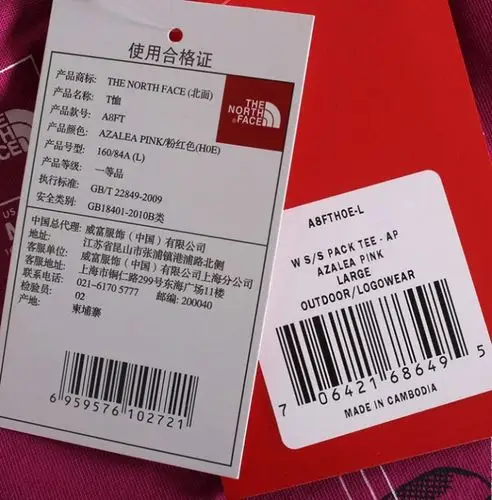 使用合格证
产品商标: THE NORTH FACE (北面)
产品名称: T恤
产品款号: A8FT
产品颜色: AZALEA PINK/粉红色(H0E)
产品号型: 160/84A (L)
产品等级: 一等品
执行标准: GB/T 22849-2009
安全类别: GB18401-2010B类
中国总代理: 威富服饰（中国）有限公司
地址: 江苏省昆山市张浦镇港浦路北侧
客服单位: 威富服饰（中国）有限公司上海分公司
地址: 上海市铜仁路299号东海广场11楼
联系电话: 021-6170 5777 邮编: 200040
检验员: 02
产地: 柬埔寨
6 959576 102721
THE
NORTH
FACE
A8FTH0E-L
W S/S PACK TEE - AP
AZALEA PINK
LARGE
OUTDOOR/LOGOWEAR
7 06421 68649 5
MADE IN CAMBODIA